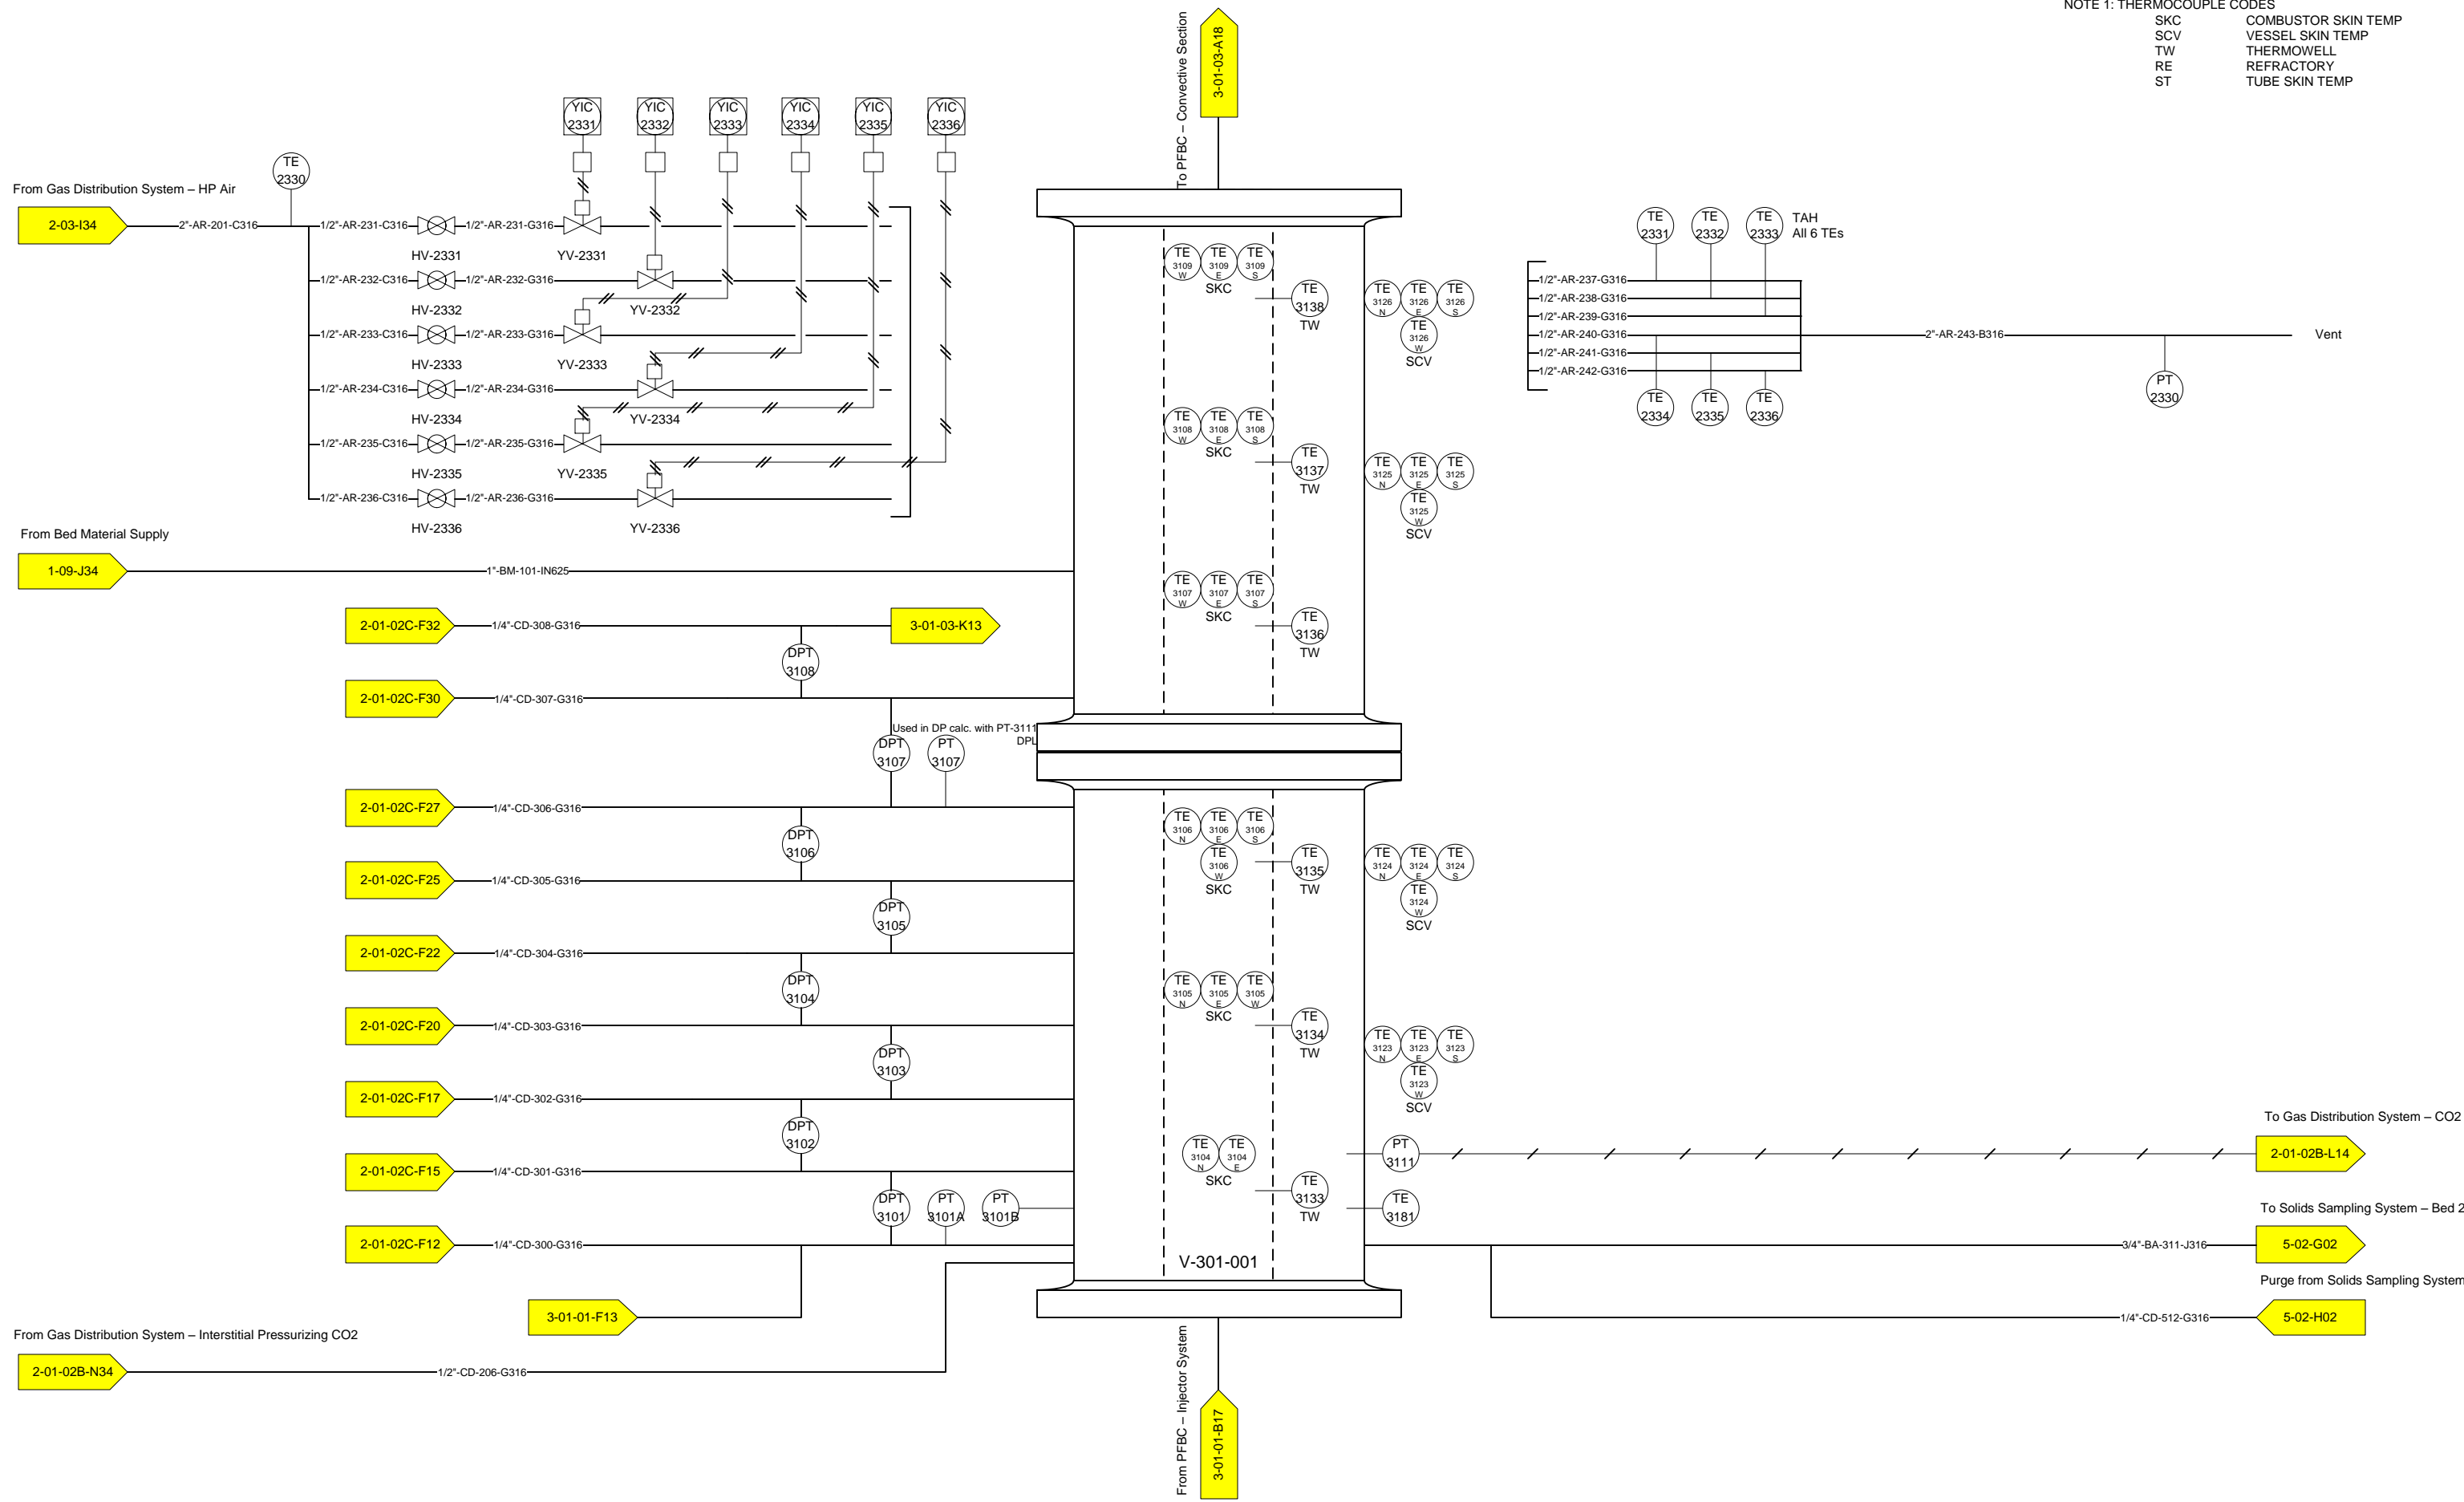 NOTE 1: THERMOCOUPLE CODES
SKC COMBUSTOR SKIN TEMP
SCV VESSEL SKIN TEMP
TW THERMOWELL
RE REFRACTORY
ST TUBE SKIN TEMP
To PFBC – Convective Section
3-01-03-A18
YIC 2331
YIC 2332
YIC 2333
YIC 2334
YIC 2335
YIC 2336
TE 2330
From Gas Distribution System – HP Air
2-03-I34
2"-AR-201-C316
1/2"-AR-231-C316
1/2"-AR-231-G316
HV-2331
YV-2331
1/2"-AR-232-C316
1/2"-AR-232-G316
HV-2332
YV-2332
1/2"-AR-233-C316
1/2"-AR-233-G316
HV-2333
YV-2333
1/2"-AR-234-C316
1/2"-AR-234-G316
HV-2334
YV-2334
1/2"-AR-235-C316
1/2"-AR-235-G316
HV-2335
YV-2335
1/2"-AR-236-C316
1/2"-AR-236-G316
HV-2336
YV-2336
TE 2331
TE 2332
TE 2333
TAH
All 6 TEs
1/2"-AR-237-G316
1/2"-AR-238-G316
1/2"-AR-239-G316
1/2"-AR-240-G316
1/2"-AR-241-G316
1/2"-AR-242-G316
2"-AR-243-B316
Vent
TE 2334
TE 2335
TE 2336
PT 2330
TE 3109 W
TE 3109 E
TE 3109 S
SKC
TE 3138
TW
TE 3126 N
TE 3126 E
TE 3126 S
TE 3126 W
SCV
TE 3108 W
TE 3108 E
TE 3108 S
SKC
TE 3137
TW
TE 3125 N
TE 3125 E
TE 3125 S
TE 3125 W
SCV
TE 3107 W
TE 3107 E
TE 3107 S
SKC
TE 3136
TW
From Bed Material Supply
1-09-J34
1"-BM-101-IN625
2-01-02C-F32
1/4"-CD-308-G316
3-01-03-K13
DPT 3108
2-01-02C-F30
1/4"-CD-307-G316
Used in DP calc. with PT-3111
DPL
DPT 3107
PT 3107
2-01-02C-F27
1/4"-CD-306-G316
DPT 3106
2-01-02C-F25
1/4"-CD-305-G316
DPT 3105
2-01-02C-F22
1/4"-CD-304-G316
DPT 3104
2-01-02C-F20
1/4"-CD-303-G316
DPT 3103
2-01-02C-F17
1/4"-CD-302-G316
DPT 3102
2-01-02C-F15
1/4"-CD-301-G316
DPT 3101
PT 3101A
PT 3101B
2-01-02C-F12
1/4"-CD-300-G316
3-01-01-F13
TE 3106 N
TE 3106 E
TE 3106 S
TE 3106 W
SKC
TE 3135
TW
TE 3124 N
TE 3124 E
TE 3124 S
TE 3124 W
SCV
TE 3105 N
TE 3105 E
TE 3105 W
SKC
TE 3134
TW
TE 3123 N
TE 3123 E
TE 3123 S
TE 3123 W
SCV
TE 3104 N
TE 3104 E
SKC
TE 3133
TW
PT 3111
TE 3181
V-301-001
To Gas Distribution System – CO2
2-01-02B-L14
To Solids Sampling System – Bed 2
3/4"-BA-311-J316
5-02-G02
Purge from Solids Sampling System
1/4"-CD-512-G316
5-02-H02
From Gas Distribution System – Interstitial Pressurizing CO2
2-01-02B-N34
1/2"-CD-206-G316
From PFBC – Injector System
3-01-01-B17